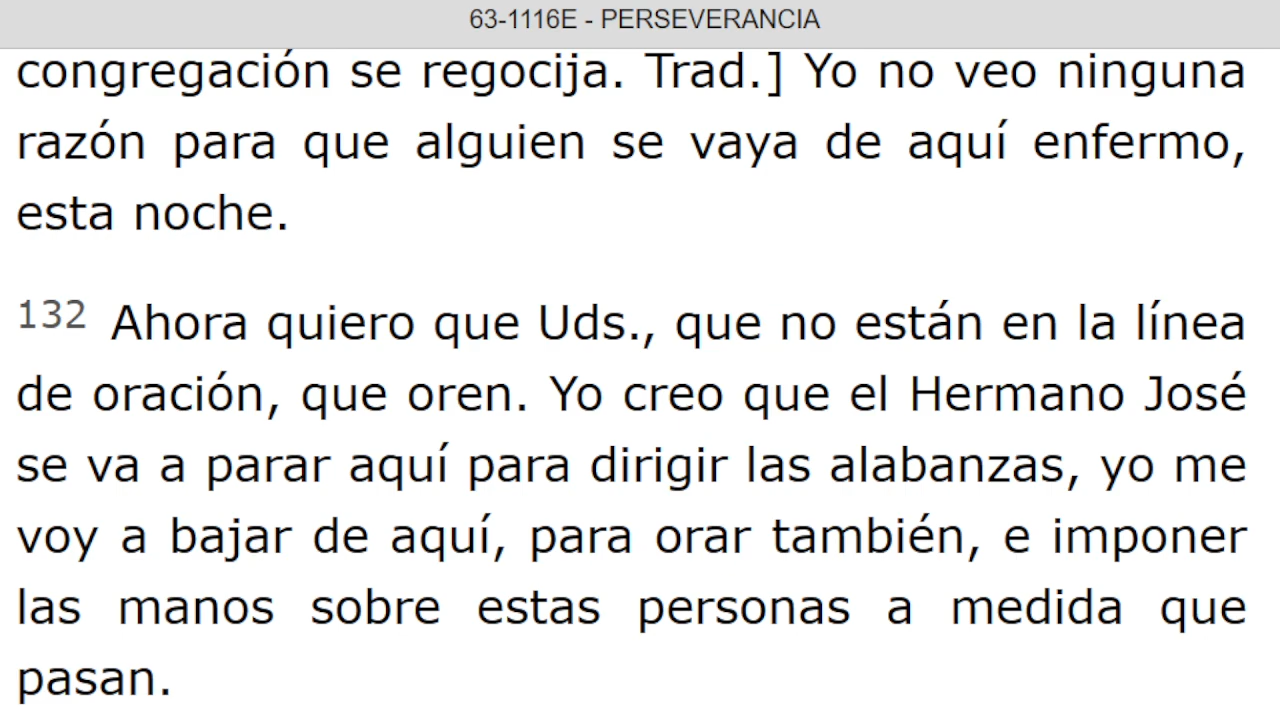 63-1116E - PERSEVERANCIA
congregación se regocija. Trad.] Yo no veo ninguna
razón para que alguien se vaya de aquí enfermo,
esta noche.
132 Ahora quiero que Uds., que no están en la línea
de oración, que oren. Yo creo que el Hermano José
se va a parar aquí para dirigir las alabanzas, yo me
voy a bajar de aquí, para orar también, e imponer
las manos sobre estas personas a medida que
pasan.